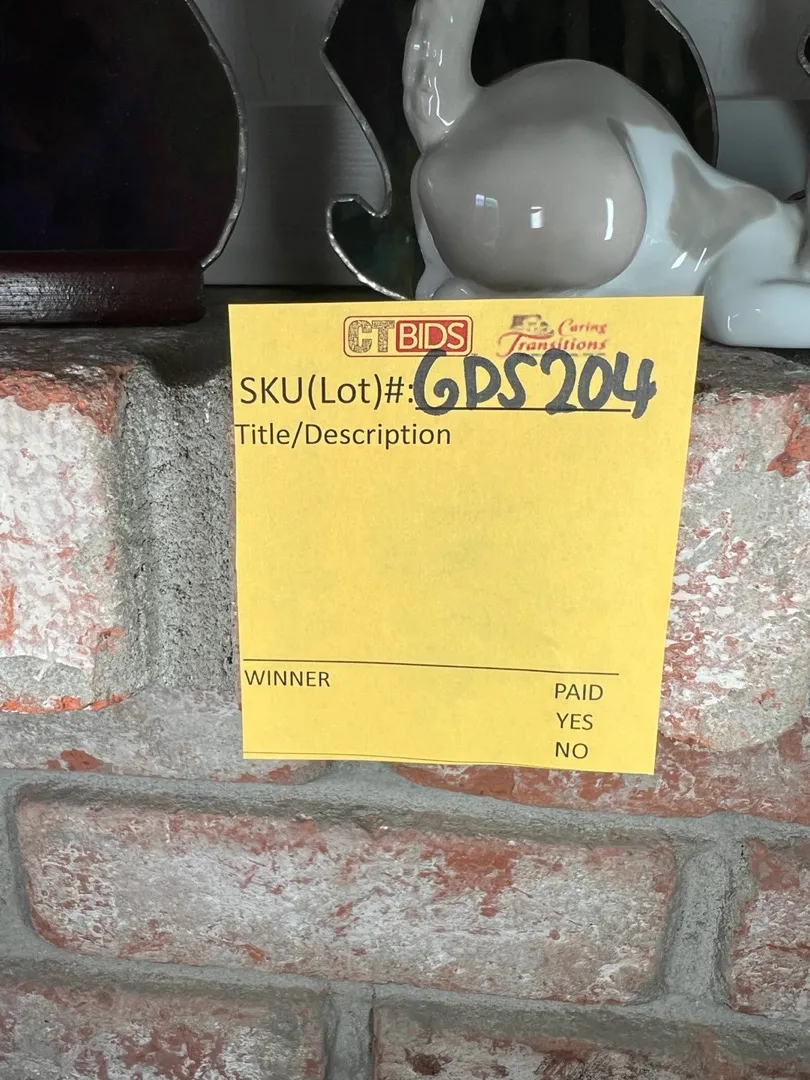 CTBIDS Caring Transitions
SKU(Lot)#: GDS204
Title/Description
WINNER PAID
YES
NO